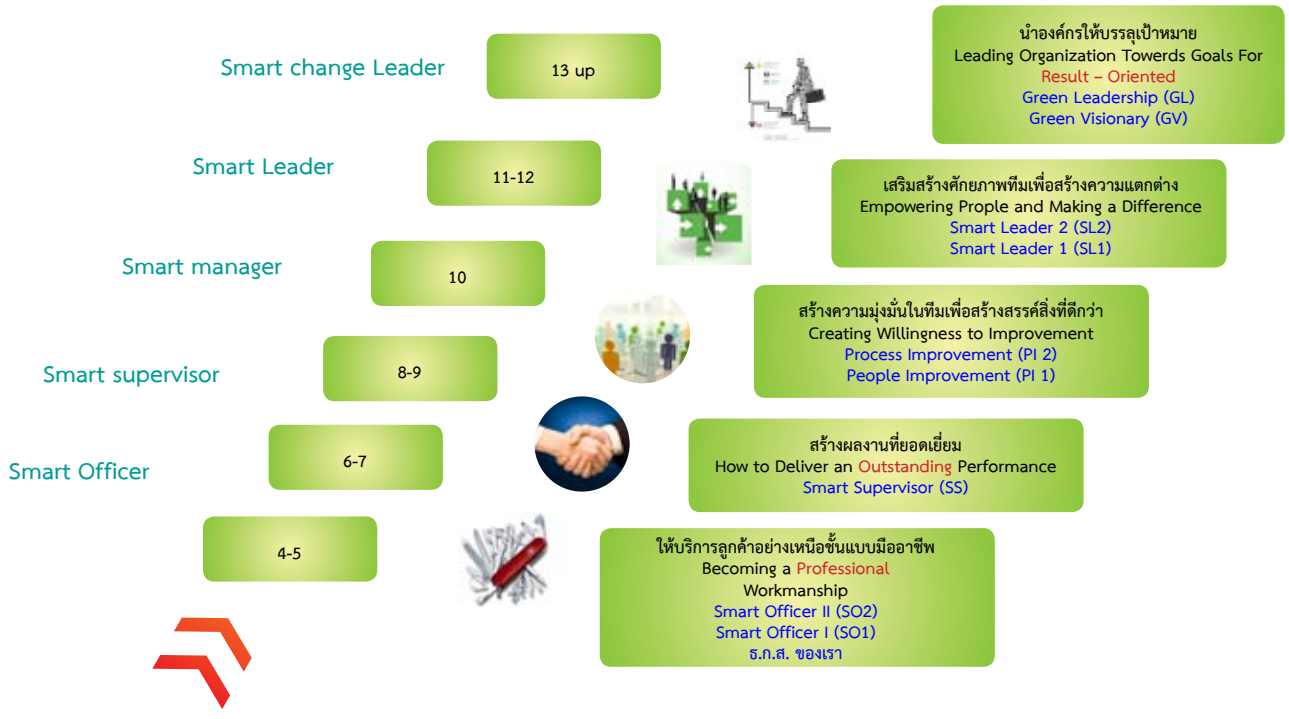 นำองค์กรให้บรรลุเป้าหมาย
Leading Organization Towerds Goals For
Result – Oriented
Green Leadership (GL)
Green Visionary (GV)
Smart change Leader
13 up
Smart Leader
11-12
เสริมสร้างศักยภาพทีมเพื่อสร้างความแตกต่าง
Empowering Prople and Making a Difference
Smart Leader 2 (SL2)
Smart Leader 1 (SL1)
Smart manager
10
สร้างความมุ่งมั่นในทีมเพื่อสร้างสรรค์สิ่งที่ดีกว่า
Creating Willingness to Improvement
Process Improvement (PI 2)
People Improvement (PI 1)
Smart supervisor
8-9
6-7
Smart Officer
สร้างผลงานที่ยอดเยี่ยม
How to Deliver an Outstanding Performance
Smart Supervisor (SS)
4-5
ให้บริการลูกค้าอย่างเหนือชั้นแบบมืออาชีพ
Becoming a Professional
Workmanship
Smart Officer II (SO2)
Smart Officer I (SO1)
ธ.ก.ส. ของเรา